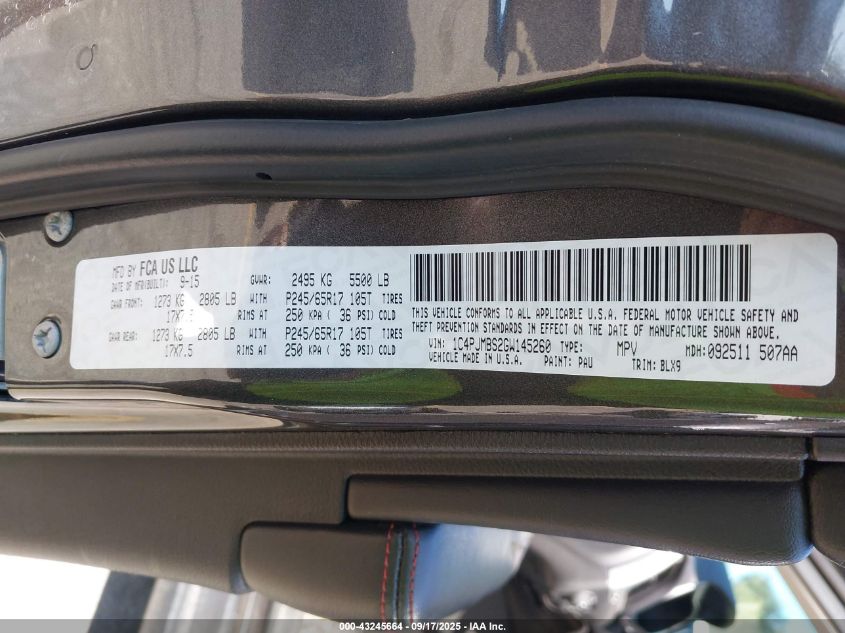 MFD BY FCA US LLC
DATE OF MFR(BUILT): 9-15 GVWR: 2495 KG 5500 LB
GAWR FRONT: 1273 KG 2805 LB WITH P245/65R17 105T TIRES
17X7.5 RIMS AT 250 KPA ( 36 PSI) COLD
GAWR REAR: 1273 KG 2805 LB WITH P245/65R17 105T TIRES
17X7.5 RIMS AT 250 KPA ( 36 PSI) COLD
THIS VEHICLE CONFORMS TO ALL APPLICABLE U.S.A. FEDERAL MOTOR VEHICLE SAFETY AND
THEFT PREVENTION STANDARDS IN EFFECT ON THE DATE OF MANUFACTURE SHOWN ABOVE.
VIN: 1C4PJMBS2GW145260 TYPE: MPV MDH:092511 507AA
VEHICLE MADE IN U.S.A. PAINT: PAU TRIM: BLX9
000-43245664 - 09/17/2025 - IAA Inc.